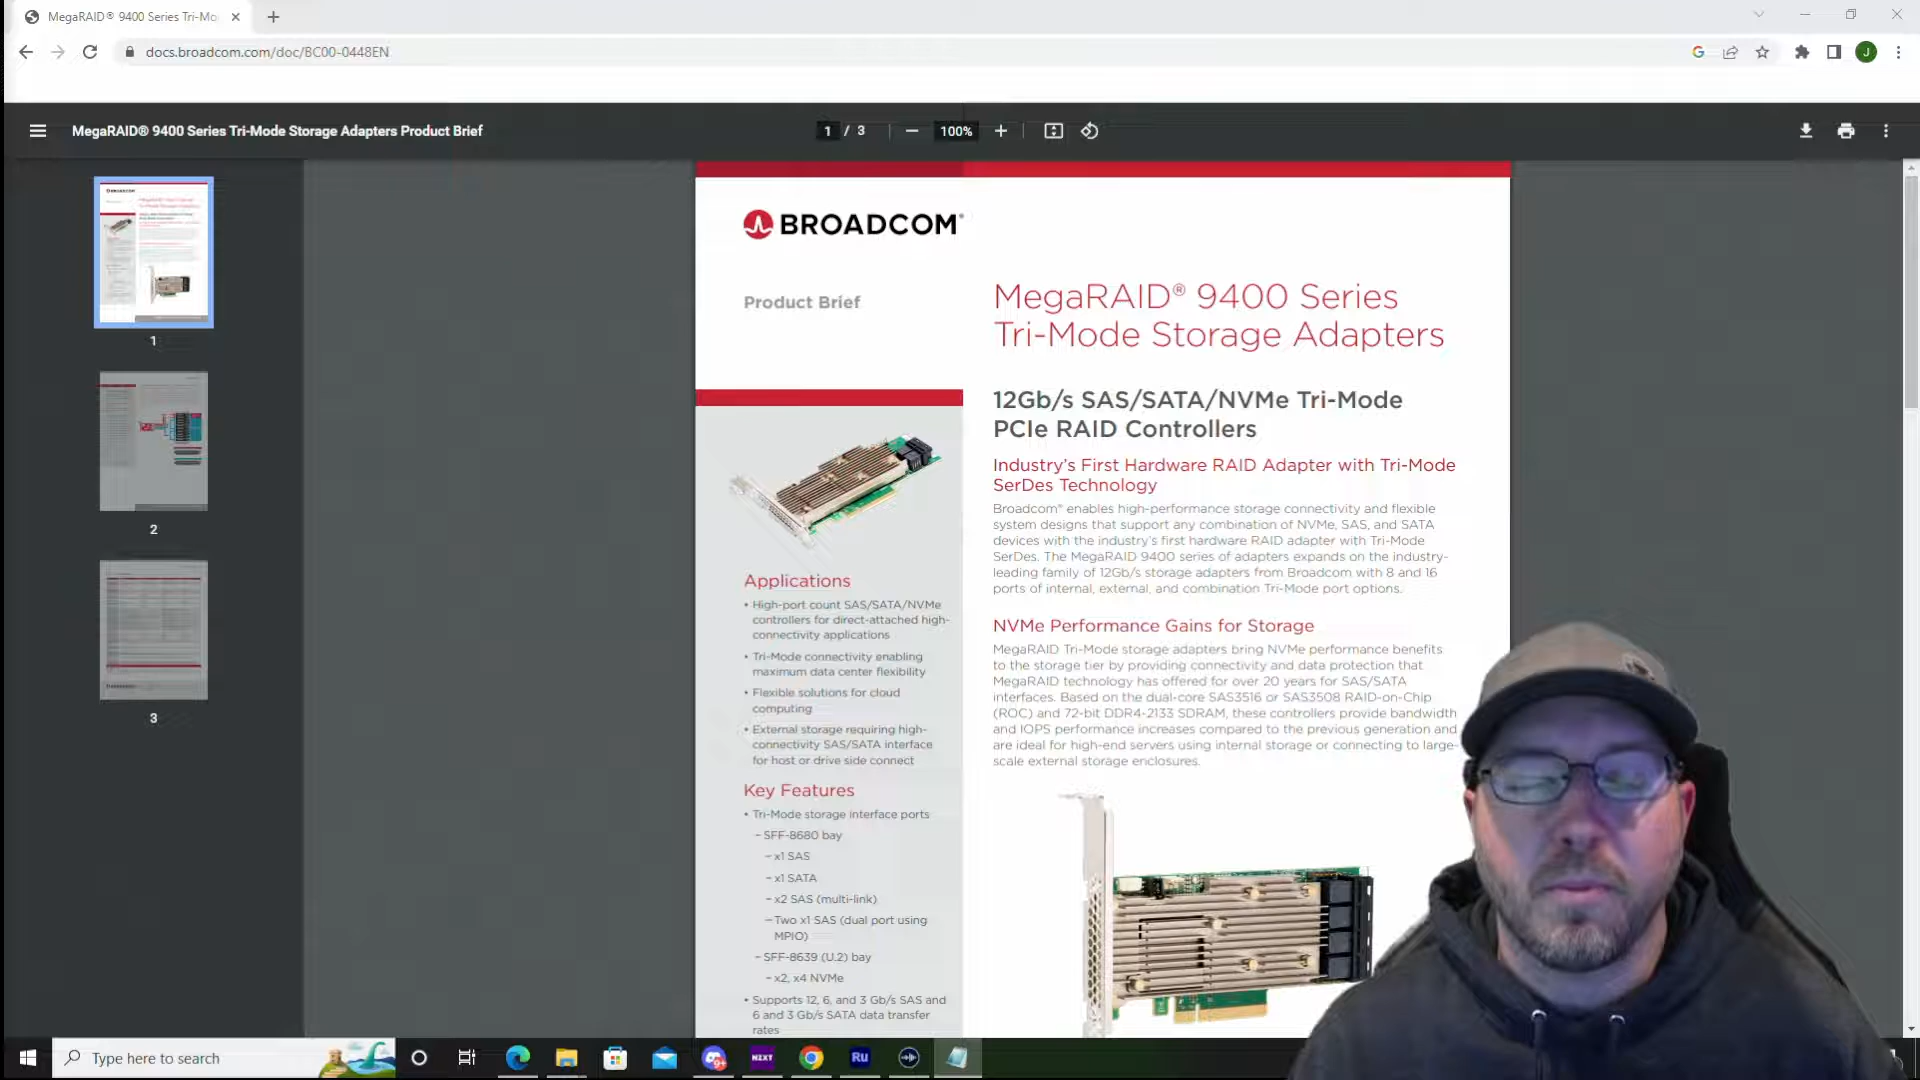 MegaRAID® 9400 Series Tri-Mo
docs.broadcom.com/doc/BC00-0448EN
J
MegaRAID® 9400 Series Tri-Mode Storage Adapters Product Brief
1 / 3
100%
1
2
3
BROADCOM®
Product Brief
MegaRAID® 9400 Series
Tri-Mode Storage Adapters
12Gb/s SAS/SATA/NVMe Tri-Mode
PCIe RAID Controllers
Industry's First Hardware RAID Adapter with Tri-Mode
SerDes Technology
Broadcom® enables high-performance storage connectivity and flexible
system designs that support any combination of NVMe, SAS, and SATA
devices with the industry's first hardware RAID adapter with Tri-Mode
SerDes. The MegaRAID 9400 series of adapters expands on the industry-
leading family of 12Gb/s storage adapters from Broadcom with 8 and 16
ports of internal, external, and combination Tri-Mode port options.
NVMe Performance Gains for Storage
MegaRAID Tri-Mode storage adapters bring NVMe performance benefits
to the storage tier by providing connectivity and data protection that
MegaRAID technology has offered for over 20 years for SAS/SATA
interfaces. Based on the dual-core SAS3516 or SAS3508 RAID-on-Chip
(ROC) and 72-bit DDR4-2133 SDRAM, these controllers provide bandwidth
and IOPS performance increases compared to the previous generation and
are ideal for high-end servers using internal storage or connecting to large-
scale external storage enclosures.
Applications
• High-port count SAS/SATA/NVMe
controllers for direct-attached high-
connectivity applications
• Tri-Mode connectivity enabling
maximum data center flexibility
• Flexible solutions for cloud
computing
• External storage requiring high-
connectivity SAS/SATA interface
for host or drive side connect
Key Features
• Tri-Mode storage interface ports
– SFF-8680 bay
– x1 SAS
– x1 SATA
– x2 SAS (multi-link)
– Two x1 SAS (dual port using
MPIO)
– SFF-8639 (U.2) bay
– x2, x4 NVMe
• Supports 12, 6, and 3 Gb/s SAS and
6 and 3 Gb/s SATA data transfer
rates
Type here to search
NZXT
Ru